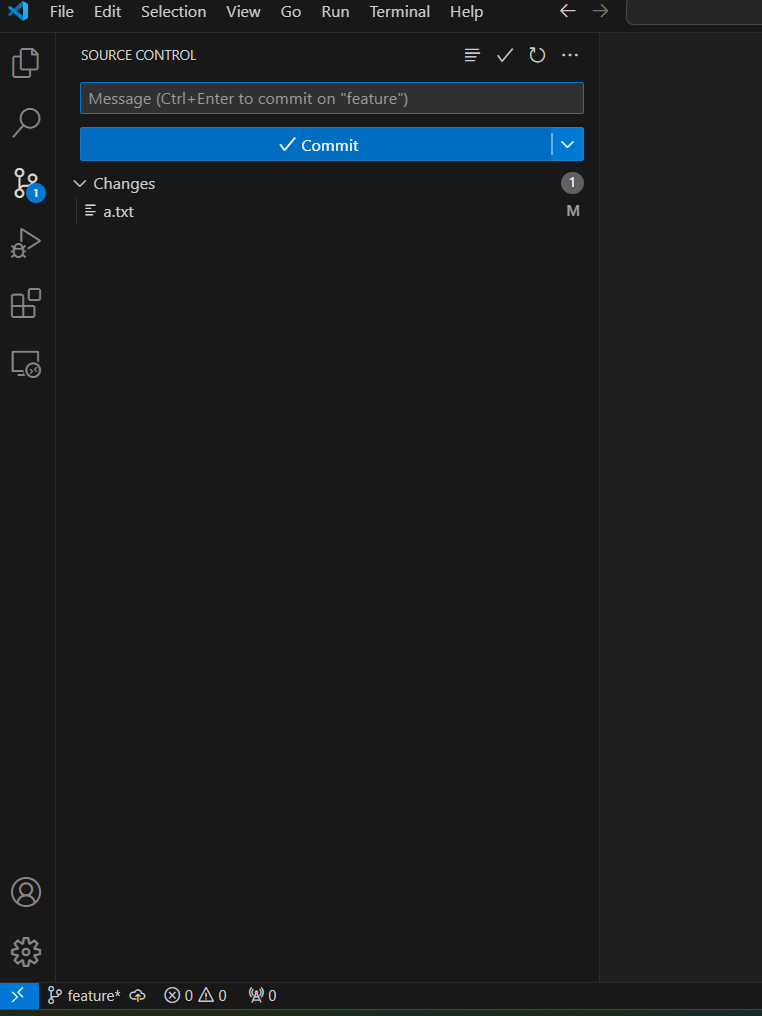 File Edit Selection View Go Run Terminal Help
SOURCE CONTROL
Message (Ctrl+Enter to commit on "feature")
Commit
1
Changes 1
a.txt M
feature* 0 0 0